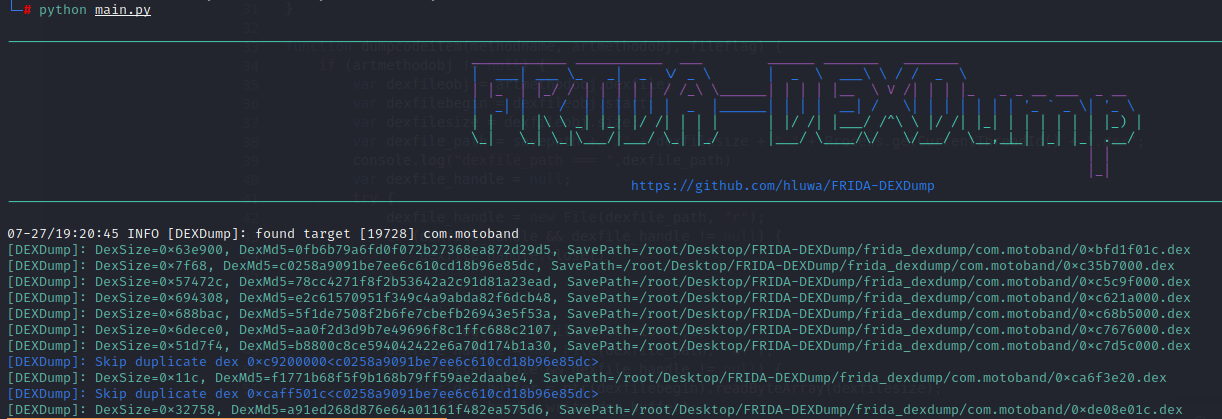 └─# python main.py
https://github.com/hluwa/FRIDA-DEXDump
07-27/19:20:45 INFO [DEXDump]: found target [19728] com.motoband
[DEXDump]: DexSize=0×63e900, DexMd5=0fb6b79a6fd0f072b27368ea872d29d5, SavePath=/root/Desktop/FRIDA-DEXDump/frida_dexdump/com.motoband/0×bfd1f01c.dex
[DEXDump]: DexSize=0×7f68, DexMd5=c0258a9091be7ee6c610cd18b96e85dc, SavePath=/root/Desktop/FRIDA-DEXDump/frida_dexdump/com.motoband/0×c35b7000.dex
[DEXDump]: DexSize=0×57472c, DexMd5=78cc4271f8f2b53642a2c91d81a23ead, SavePath=/root/Desktop/FRIDA-DEXDump/frida_dexdump/com.motoband/0×c5c9f000.dex
[DEXDump]: DexSize=0×694308, DexMd5=e2c61570951f349c4a9abda82f6dcb48, SavePath=/root/Desktop/FRIDA-DEXDump/frida_dexdump/com.motoband/0×c621a000.dex
[DEXDump]: DexSize=0×688bac, DexMd5=5f1de7508f2b6fe7cbefb26943e5f53a, SavePath=/root/Desktop/FRIDA-DEXDump/frida_dexdump/com.motoband/0×c68b5000.dex
[DEXDump]: DexSize=0×6dece0, DexMd5=aa0f2d3d9b7e49696f8c1ffc688c2107, SavePath=/root/Desktop/FRIDA-DEXDump/frida_dexdump/com.motoband/0×c7676000.dex
[DEXDump]: DexSize=0×51d7f4, DexMd5=b8800c8ce594042422e6a70d174b1a30, SavePath=/root/Desktop/FRIDA-DEXDump/frida_dexdump/com.motoband/0×c7d5c000.dex
[DEXDump]: Skip duplicate dex 0×c9200000<c0258a9091be7ee6c610cd18b96e85dc>
[DEXDump]: DexSize=0×11c, DexMd5=f1771b68f5f9b168b79ff59ae2daabe4, SavePath=/root/Desktop/FRIDA-DEXDump/frida_dexdump/com.motoband/0×ca6f3e20.dex
[DEXDump]: Skip duplicate dex 0×caff501c<c0258a9091be7ee6c610cd18b96e85dc>
[DEXDump]: DexSize=0×32758, DexMd5=a91ed268d876e64a01161f482ea575d6, SavePath=/root/Desktop/FRIDA-DEXDump/frida_dexdump/com.motoband/0×de08e01c.dex